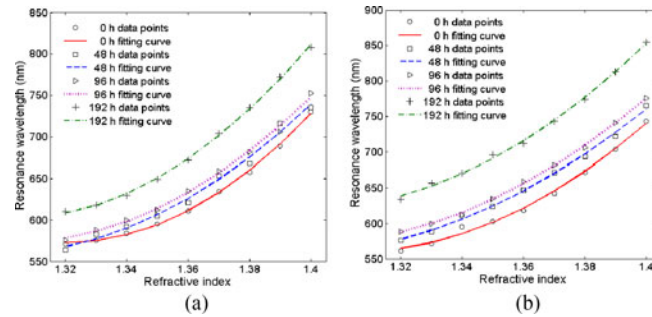 850
800
750
700
650
600
550
Resonance wavelength (nm)
0 h data points
0 h fitting curve
48 h data points
48 h fitting curve
96 h data points
96 h fitting curve
192 h data points
192 h fitting curve
1.32 1.34 1.36 1.38 1.4
Refractive index
(a)
900
850
800
750
700
650
600
550
Resonance wavelength (nm)
0 h data points
0 h fitting curve
48 h data points
48 h fitting curve
96 h data points
96 h fitting curve
192 h data points
192 h fitting curve
1.32 1.34 1.36 1.38 1.4
Refractive index
(b)